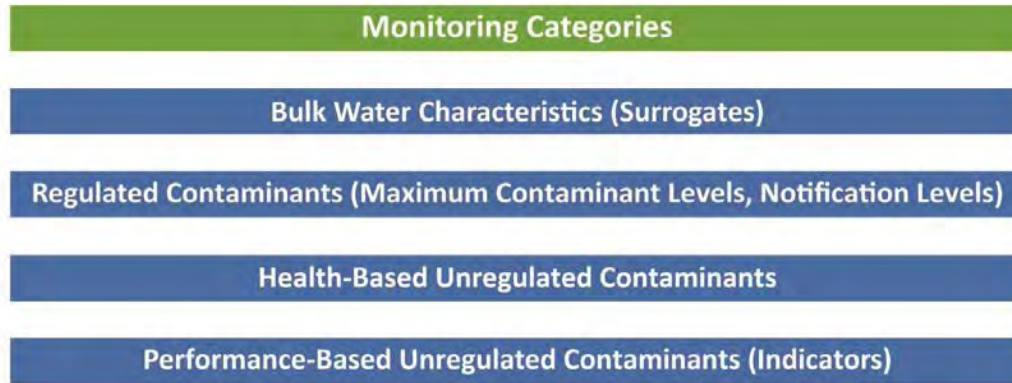 Monitoring Categories
Bulk Water Characteristics (Surrogates)
Regulated Contaminants (Maximum Contaminant Levels, Notification Levels)
Health-Based Unregulated Contaminants
Performance-Based Unregulated Contaminants (Indicators)